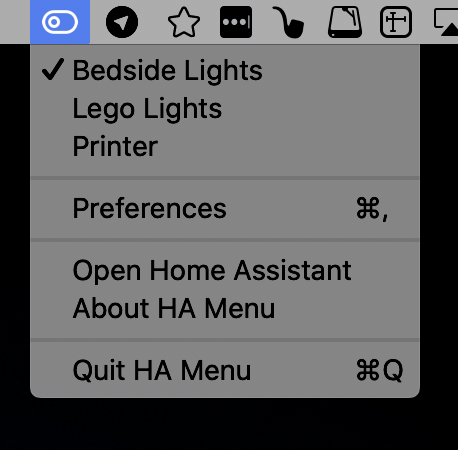 Bedside Lights
Lego Lights
Printer
Preferences ⌘,
Open Home Assistant
About HA Menu
Quit HA Menu ⌘Q